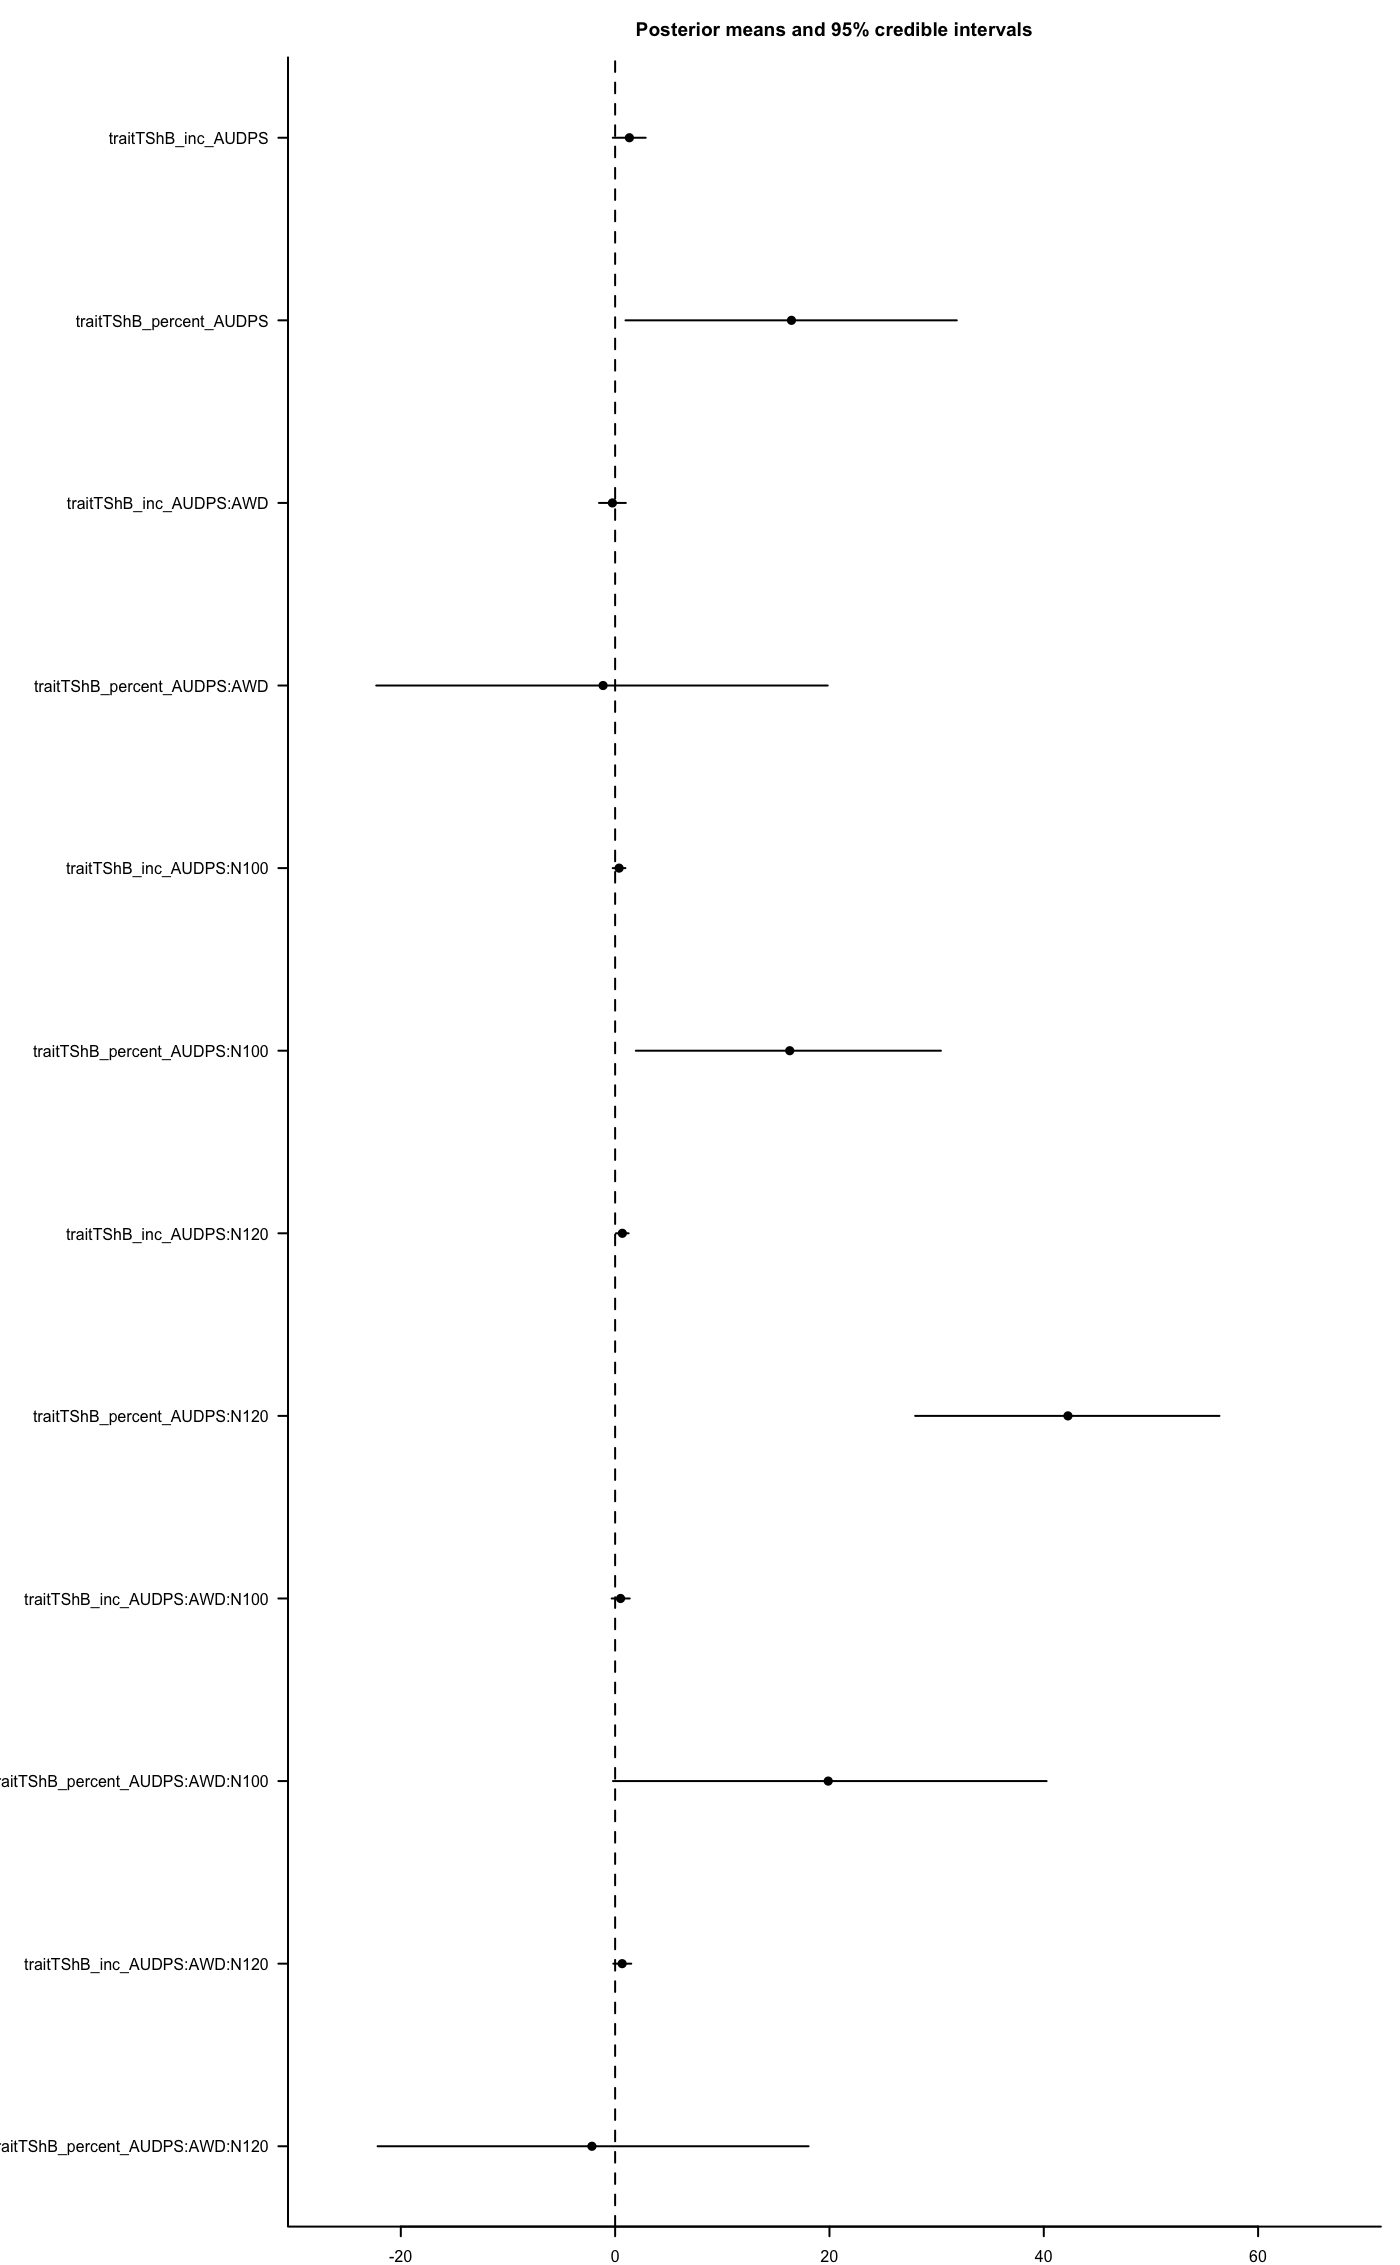 Posterior means and 95% credible intervals
traitTShB_inc_AUDPS
traitTShB_percent_AUDPS
traitTShB_inc_AUDPS:AWD
traitTShB_percent_AUDPS:AWD
traitTShB_inc_AUDPS:N100
traitTShB_percent_AUDPS:N100
traitTShB_inc_AUDPS:N120
traitTShB_percent_AUDPS:N120
traitTShB_inc_AUDPS:AWD:N100
raitTShB_percent_AUDPS:AWD:N100
traitTShB_inc_AUDPS:AWD:N120
raitTShB_percent_AUDPS:AWD:N120
-20 0 20 40 60